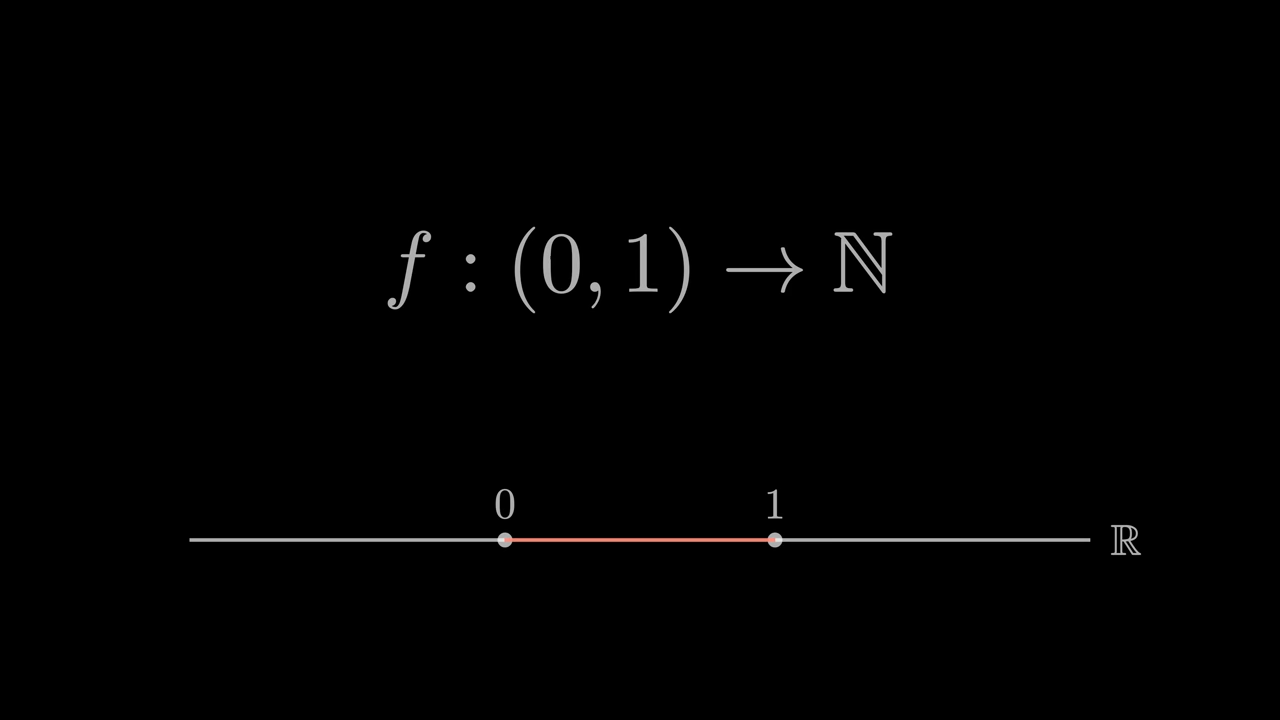 f : (0, 1) → ℕ
0 1
ℝ